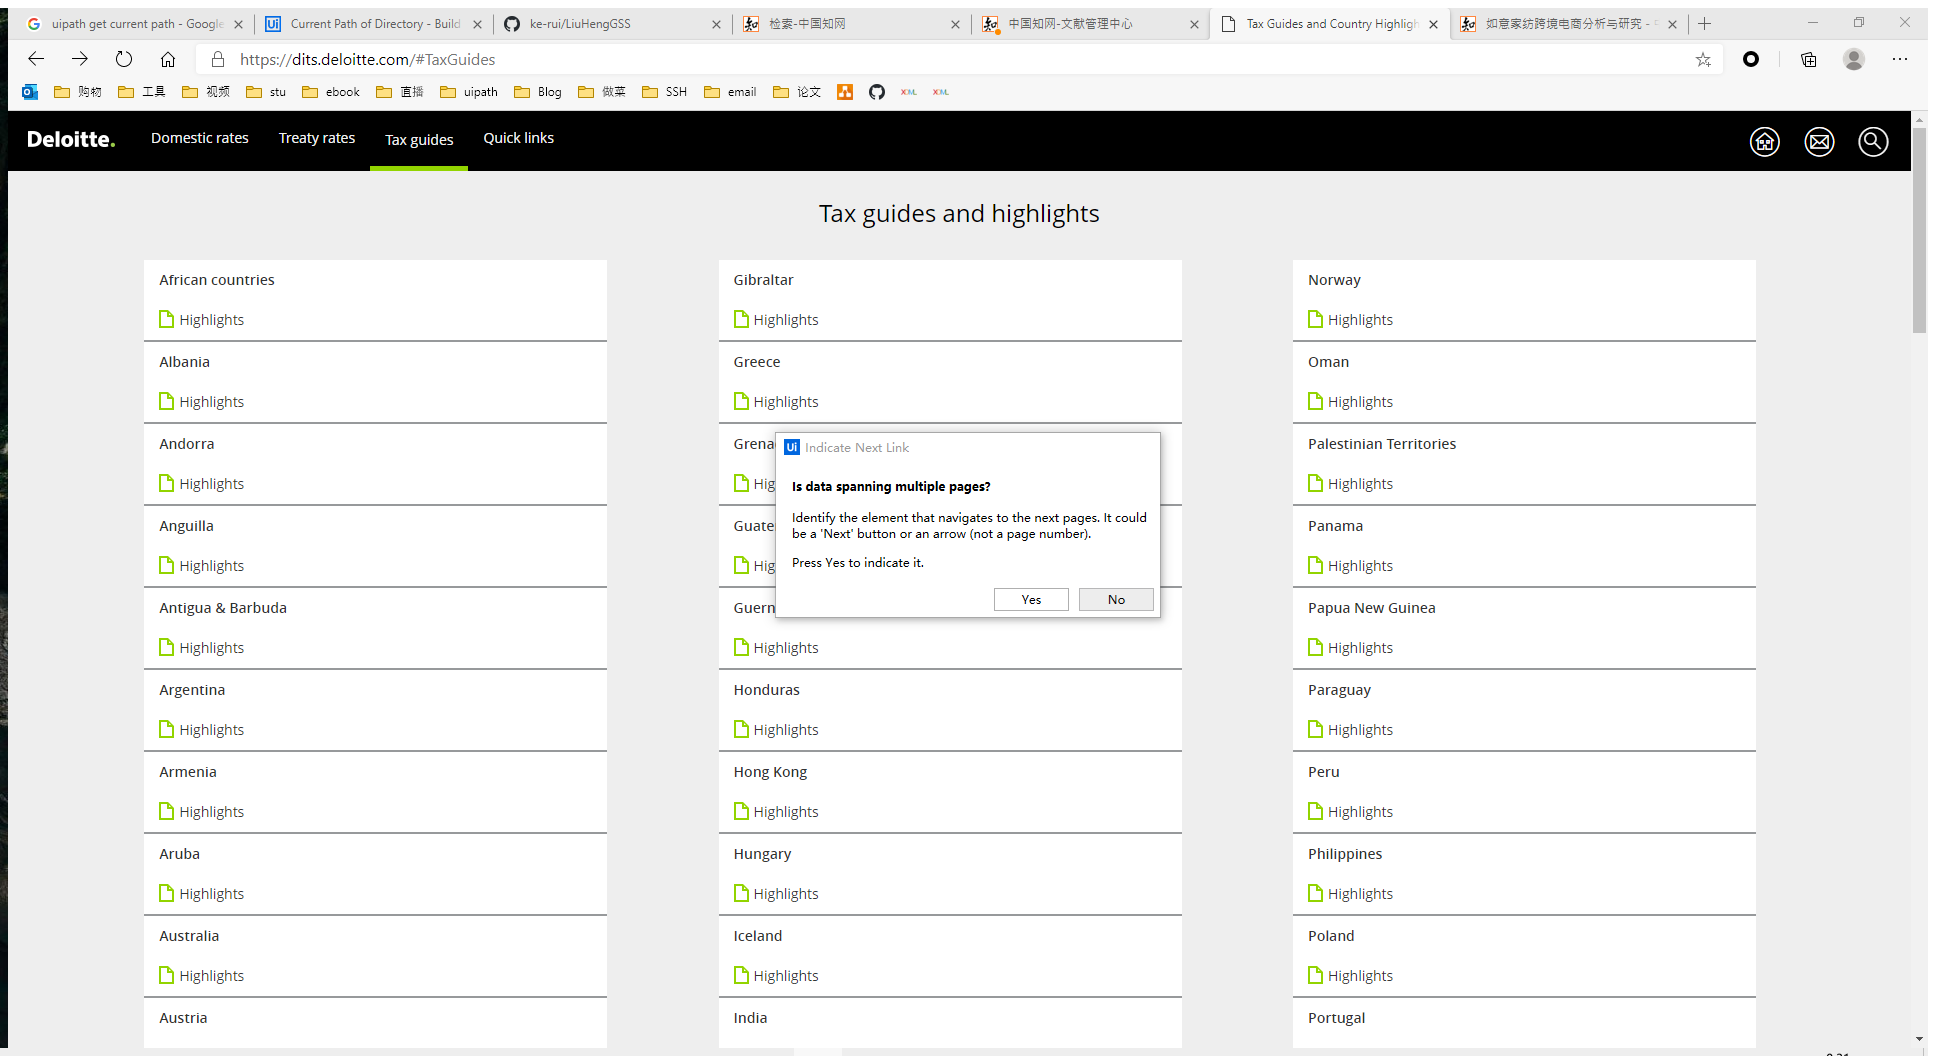 uipath get current path - Google
Current Path of Directory - Build
ke-rui/LiuHengGSS
检索-中国知网
中国知网-文献管理中心
Tax Guides and Country Highligh
如意家纺跨境电商分析与研究 -
https://dits.deloitte.com/#TaxGuides
购物 工具 视频 stu ebook 直播 uipath Blog 做菜 SSH email 论文
Deloitte. Domestic rates Treaty rates Tax guides Quick links
Tax guides and highlights
African countries
Highlights
Albania
Highlights
Andorra
Highlights
Anguilla
Highlights
Antigua & Barbuda
Highlights
Argentina
Highlights
Armenia
Highlights
Aruba
Highlights
Australia
Highlights
Austria
Gibraltar
Highlights
Greece
Highlights
Grena
Hig
Guate
Hig
Guern
Highlights
Honduras
Highlights
Hong Kong
Highlights
Hungary
Highlights
Iceland
Highlights
India
Norway
Highlights
Oman
Highlights
Palestinian Territories
Highlights
Panama
Highlights
Papua New Guinea
Highlights
Paraguay
Highlights
Peru
Highlights
Philippines
Highlights
Poland
Highlights
Portugal
Ui Indicate Next Link
Is data spanning multiple pages?
Identify the element that navigates to the next pages. It could
be a 'Next' button or an arrow (not a page number).
Press Yes to indicate it.
Yes No